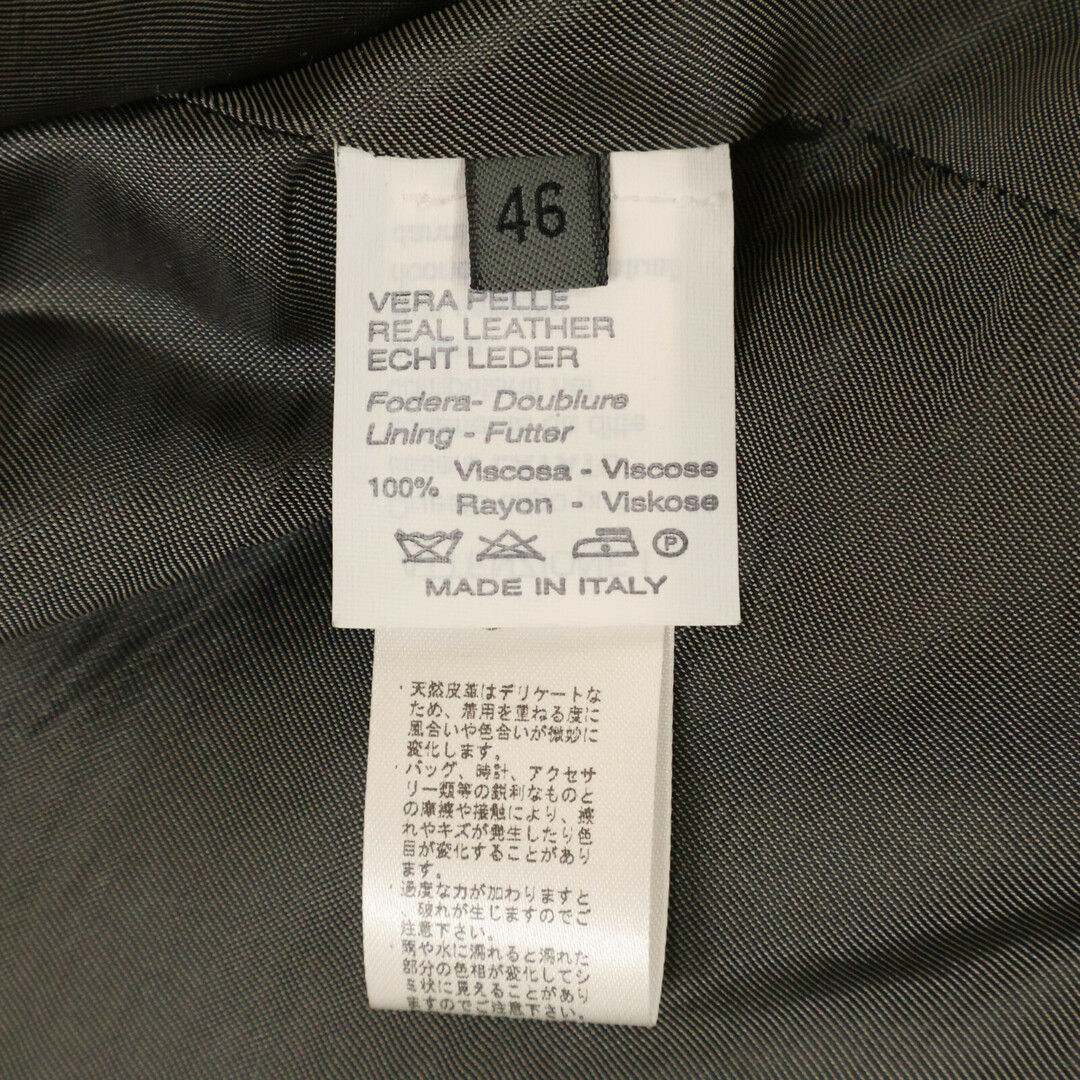 46
VERA PELLE
REAL LEATHER
ECHT LEDER
Fodera- Doublure
Lining - Futter
100% Viscosa - Viscose
Rayon - Viskose
P
MADE IN ITALY
・天然皮革はデリケートな
ため、着用を重ねる度に
風合いや色合いが微妙に
変化します。
・バッグ、時計、アクセサ
リー類等の鋭利なものと
の摩擦や接触により、擦
れやキズが発生したり色
目が変化することがあり
ます。
・過度な力が加わりますと
、破れが生じますのでご
注意下さい。
・雨や水に濡れると濡れた
部分の色相が変化してシ
ミ状に見えることがあり
ますのでご注意下さい。